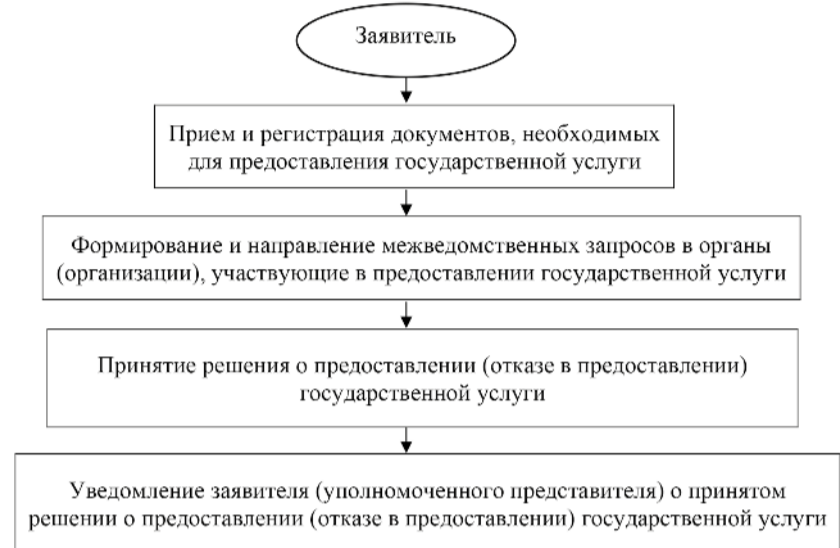 Заявитель
Прием и регистрация документов, необходимых
для предоставления государственной услуги
Формирование и направление межведомственных запросов в органы
(организации), участвующие в предоставлении государственной услуги
Принятие решения о предоставлении (отказе в предоставлении)
государственной услуги
Уведомление заявителя (уполномоченного представителя) о принятом
решении о предоставлении (отказе в предоставлении) государственной услуги